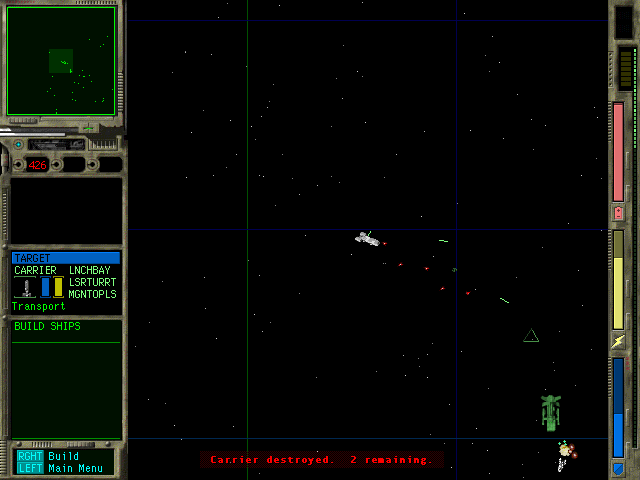 426
TARGET
CARRIER LNCHBAY
LSRTURRT
MGNTOPLS
Transport
BUILD SHIPS
RGHT Build
LEFT Main Menu
Carrier destroyed. 2 remaining.